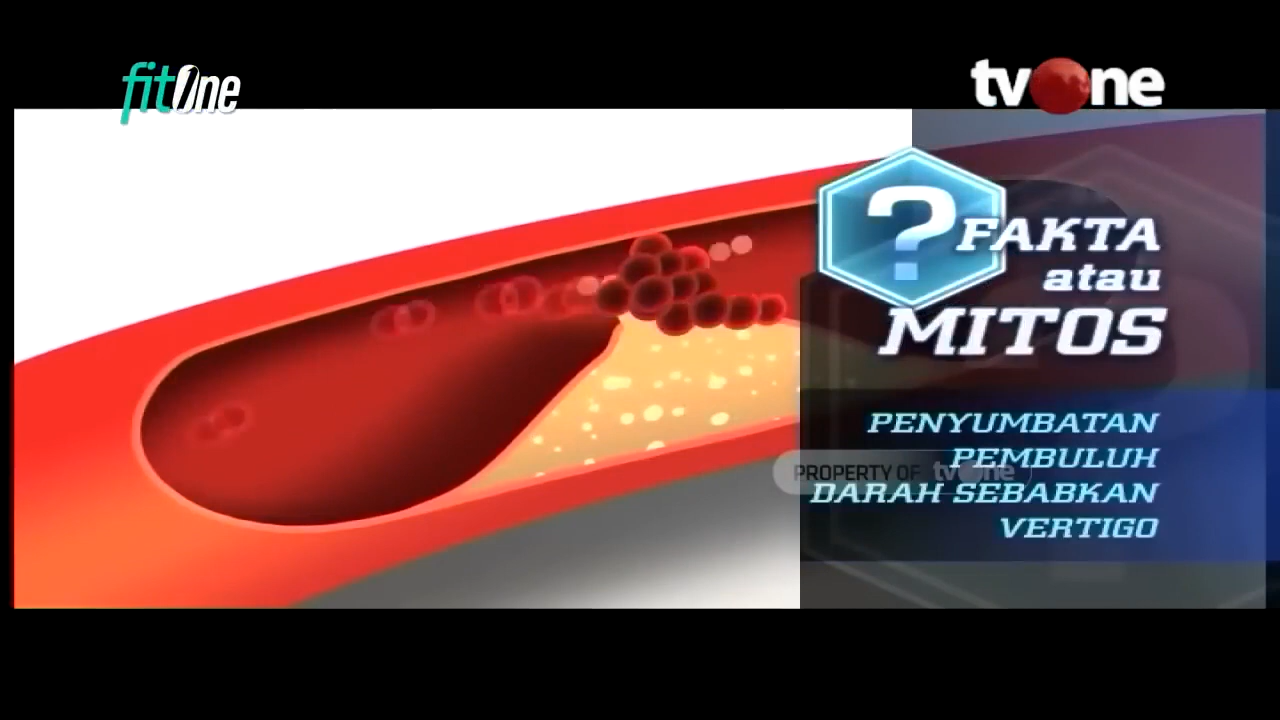 fitOne
tvOne
?
FAKTA
atau
MITOS
PENYUMBATAN
PEMBULUH
PROPERTY OF tvOne
DARAH SEBABKAN
VERTIGO